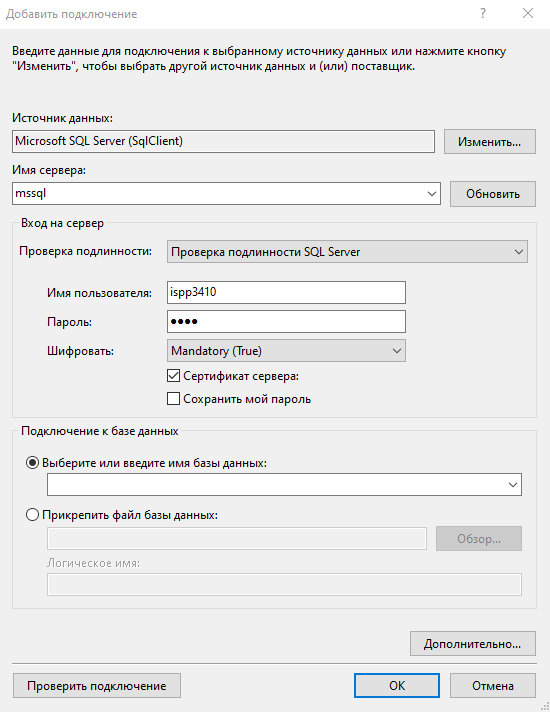 Добавить подключение
?
Введите данные для подключения к выбранному источнику данных или нажмите кнопку
"Изменить", чтобы выбрать другой источник данных и (или) поставщик.
Источник данных:
Microsoft SQL Server (SqlClient)
Изменить...
Имя сервера:
mssql
Обновить
Вход на сервер
Проверка подлинности:
Проверка подлинности SQL Server
Имя пользователя:
ispp3410
Пароль:
●●●●
Шифровать:
Mandatory (True)
Сертификат сервера:
Сохранить мой пароль
Подключение к базе данных
Выберите или введите имя базы данных:
Прикрепить файл базы данных:
Обзор...
Логическое имя:
Дополнительно...
Проверить подключение
OK
Отмена